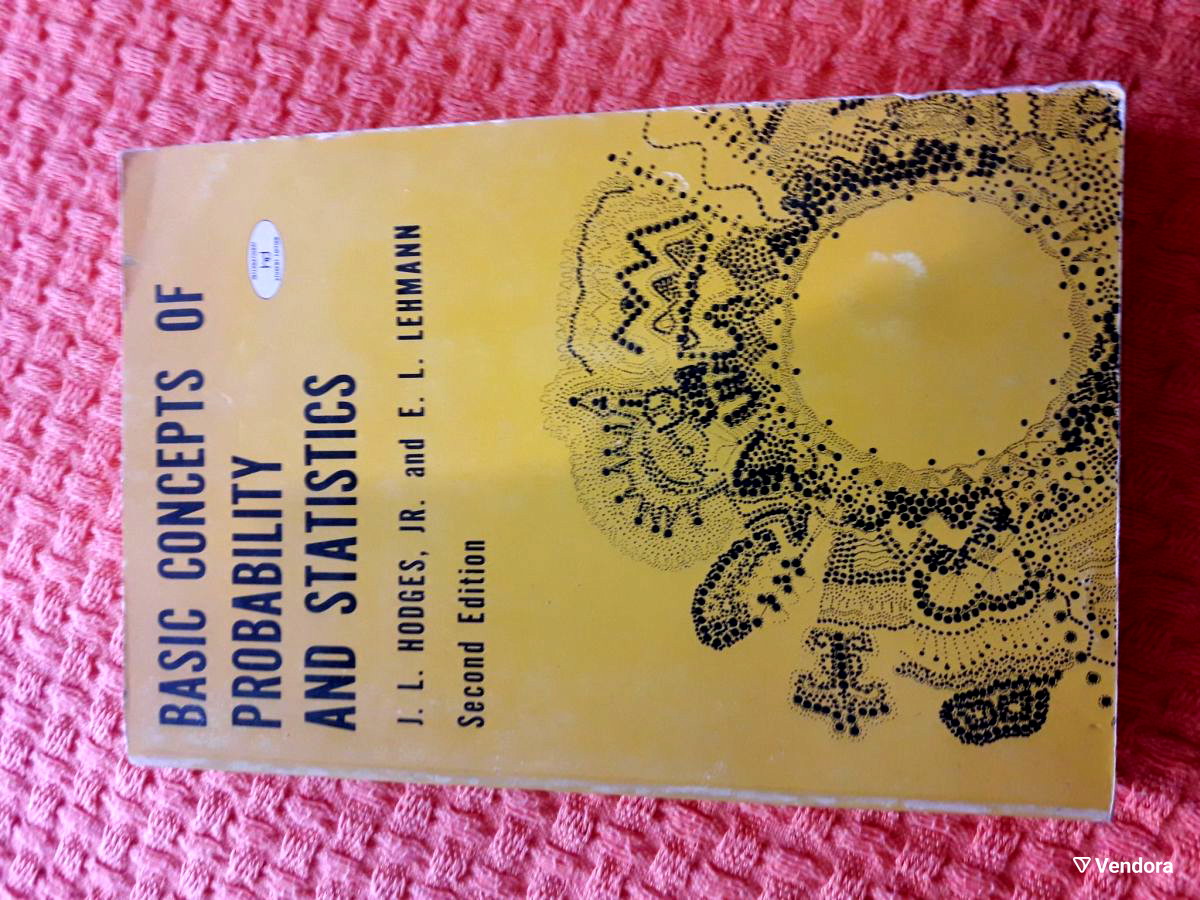 BASIC CONCEPTS OF
PROBABILITY
AND STATISTICS
J. L. HODGES, JR. and E. L. LEHMANN
Second Edition
Vendora